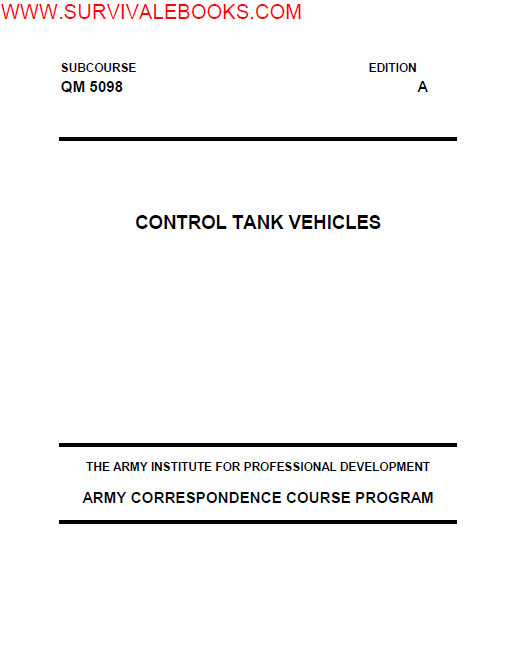 WWW.SURVIVALEBOOKS.COM
SUBCOURSE EDITION
QM 5098 A
CONTROL TANK VEHICLES
THE ARMY INSTITUTE FOR PROFESSIONAL DEVELOPMENT
ARMY CORRESPONDENCE COURSE PROGRAM